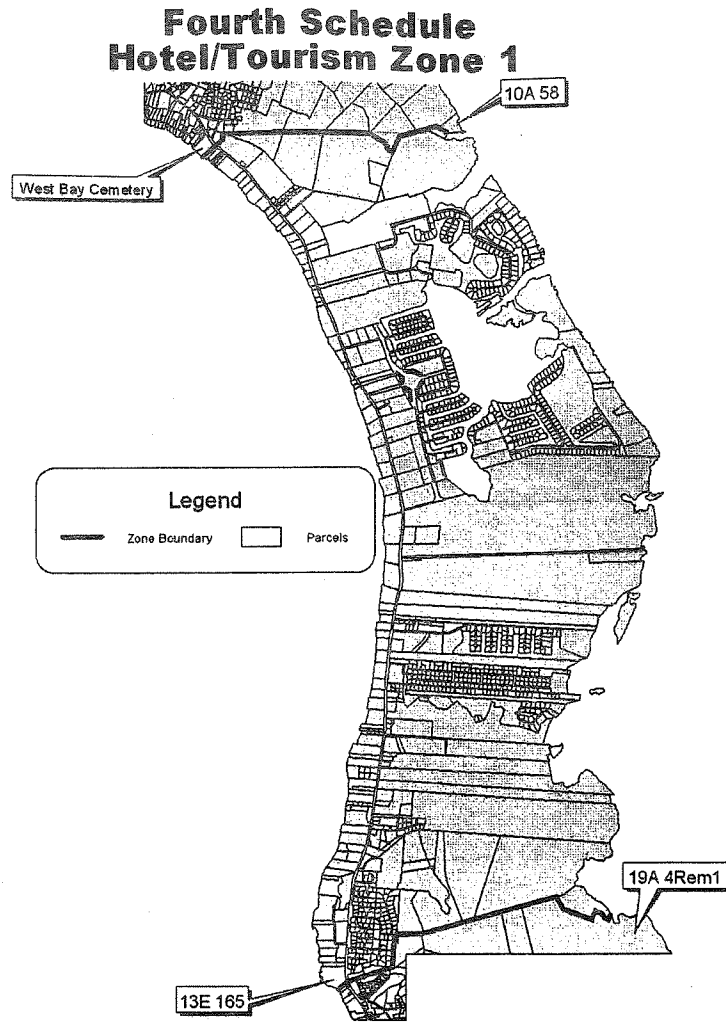 Fourth Schedule
Hotel/Tourism Zone 1
10A 58
West Bay Cemetery
Legend
Zone Boundary
Parcels
19A 4Rem1
13E 165